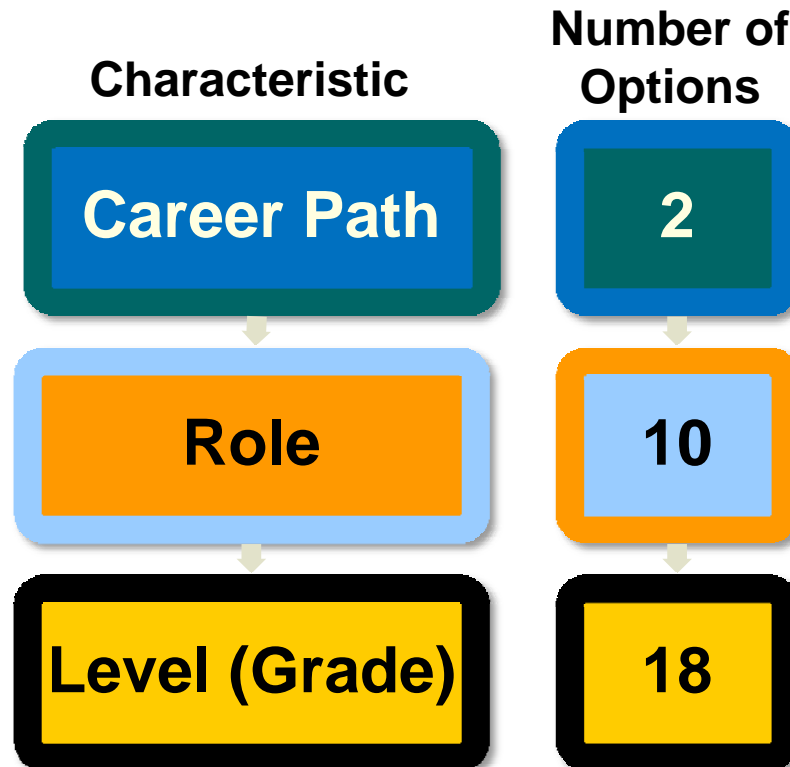 Characteristic
Number of
Options
Career Path
2
Role
10
Level (Grade)
18